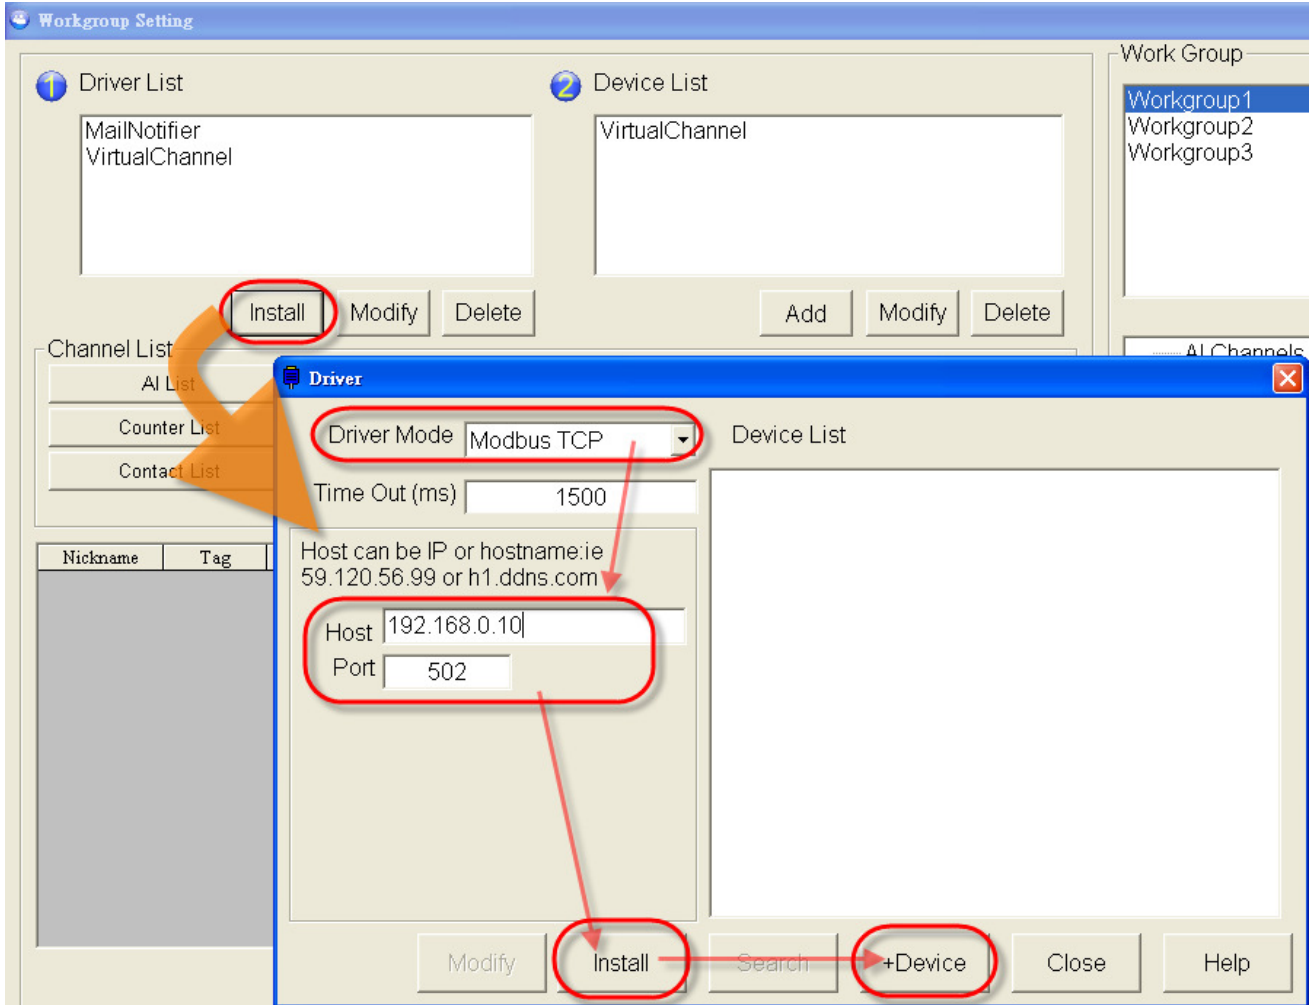 Workgroup Setting
1 Driver List
MailNotifier
VirtualChannel
Install Modify Delete
2 Device List
VirtualChannel
Add Modify Delete
Work Group
Workgroup1
Workgroup2
Workgroup3
AI Channels
Channel List
AI List
Counter List
Contact List
Nickname Tag
Driver
Driver Mode Modbus TCP
Time Out (ms) 1500
Host can be IP or hostname:ie
59.120.56.99 or h1.ddns.com
Host 192.168.0.10
Port 502
Device List
Modify Install Search +Device Close Help